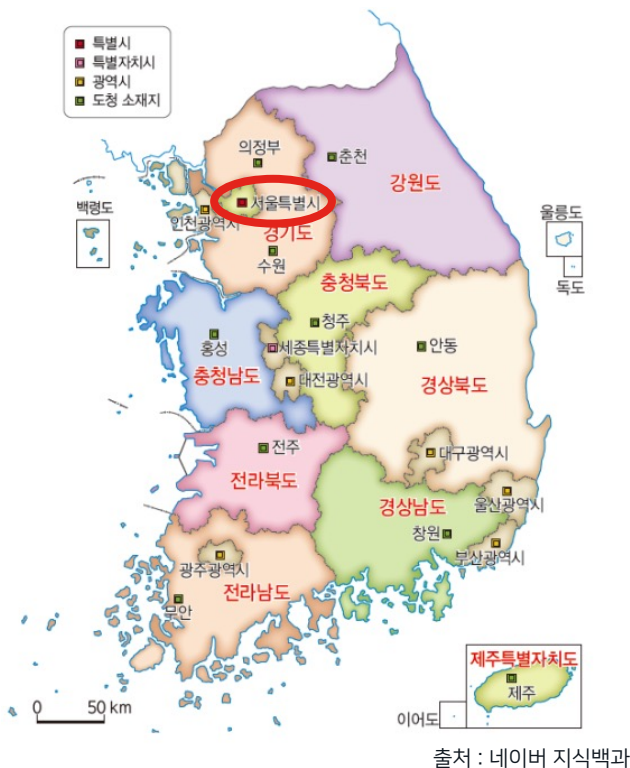 특별시
특별자치시
광역시
도청 소재지
의정부
춘천
강원도
서울특별시
인천광역시
경기도
수원
백령도
울릉도
독도
충청북도
청주
홍성
세종특별자치시
안동
충청남도
대전광역시
경상북도
전주
대구광역시
전라북도
경상남도
울산광역시
창원
부산광역시
광주광역시
전라남도
무안
제주특별자치도
제주
이어도
0 50 km
출처 : 네이버 지식백과